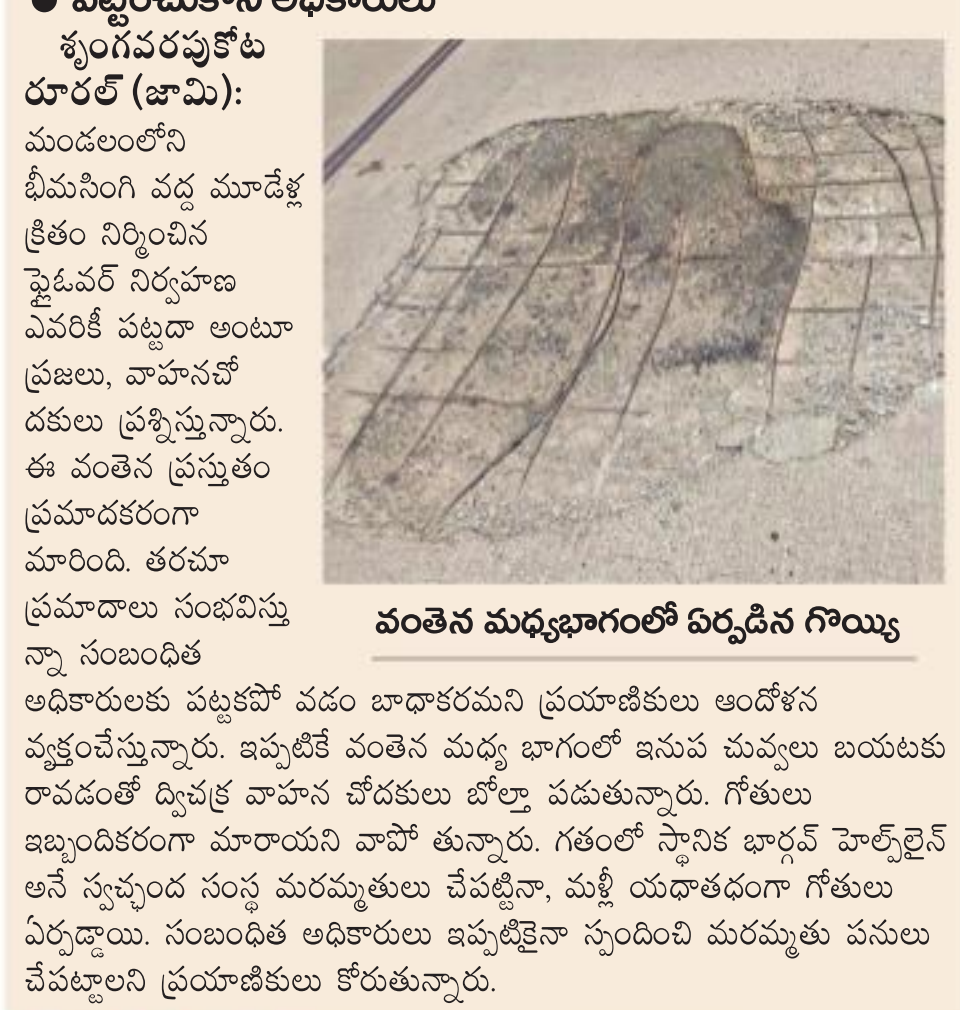 ● పట్టించుకోని అధికారులు
శృంగవరపుకోట
రూరల్ (జామి):
మండలంలోని
భీమసింగి వద్ద మూడేళ్ల
క్రితం నిర్మించిన
ఫ్లైఓవర్ నిర్వహణ
ఎవరికీ పట్టదా అంటూ
ప్రజలు, వాహనచో
దకులు ప్రశ్నిస్తున్నారు.
ఈ వంతెన ప్రస్తుతం
ప్రమాదకరంగా
మారింది. తరచూ
ప్రమాదాలు సంభవిస్తు
న్నా సంబంధిత
అధికారులకు పట్టకపో వడం బాధాకరమని ప్రయాణికులు ఆందోళన
వ్యక్తంచేస్తున్నారు. ఇప్పటికే వంతెన మధ్య భాగంలో ఇనుప చువ్వలు బయటకు
రావడంతో ద్విచక్ర వాహన చోదకులు బోల్తా పడుతున్నారు. గోతులు
ఇబ్బందికరంగా మారాయని వాపో తున్నారు. గతంలో స్థానిక భార్గవ్ హెల్ప్‌లైన్
అనే స్వచ్ఛంద సంస్థ మరమ్మతులు చేపట్టినా, మళ్లీ యధాతధంగా గోతులు
ఏర్పడ్డాయి. సంబంధిత అధికారులు ఇప్పటికైనా స్పందించి మరమ్మతు పనులు
చేపట్టాలని ప్రయాణికులు కోరుతున్నారు.
వంతెన మధ్యభాగంలో ఏర్పడిన గొయ్యి